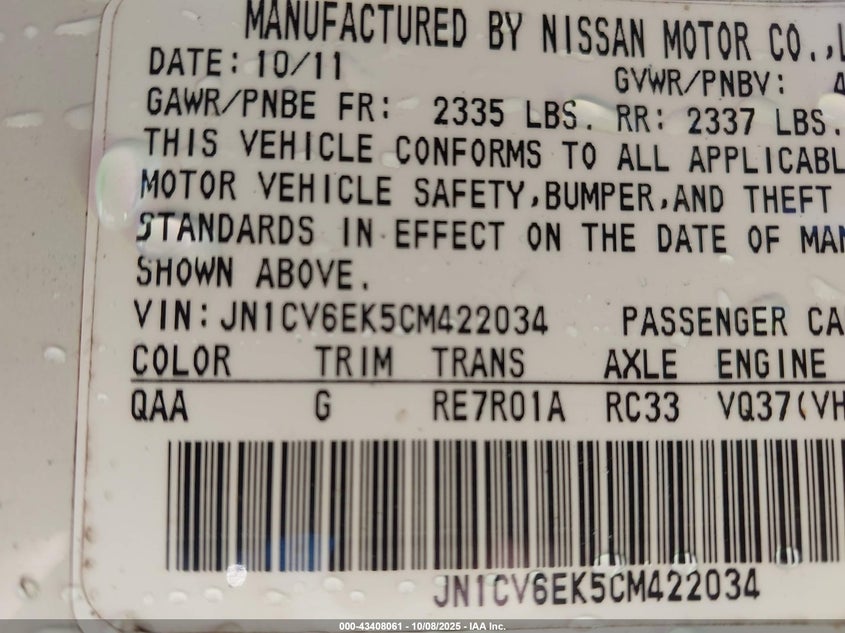 MANUFACTURED BY NISSAN MOTOR CO.,L
DATE: 10/11
GVWR/PNBV: 4
GAWR/PNBE FR: 2335 LBS. RR: 2337 LBS.
THIS VEHICLE CONFORMS TO ALL APPLICABL
MOTOR VEHICLE SAFETY,BUMPER,AND THEFT
STANDARDS IN EFFECT ON THE DATE OF MAN
SHOWN ABOVE.
VIN: JN1CV6EK5CM422034 PASSENGER CA
COLOR TRIM TRANS AXLE ENGINE
QAA G RE7R01A RC33 VQ37(VH
JN1CV6EK5CM422034
000-43408061 - 10/08/2025 - IAA Inc.